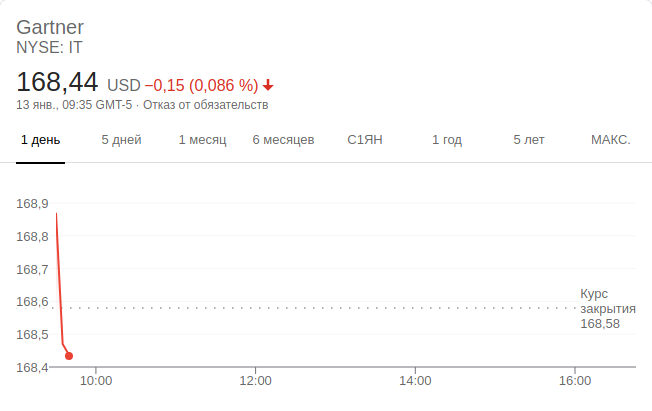 Gartner
NYSE: IT
168,44 USD −0,15 (0,086 %)
13 янв., 09:35 GMT-5 · Отказ от обязательств
1 день 5 дней 1 месяц 6 месяцев С1ЯН 1 год 5 лет МАКС.
168,9
168,8
168,7
168,6
168,5
168,4
Курс
закрытия
168,58
10:00 12:00 14:00 16:00